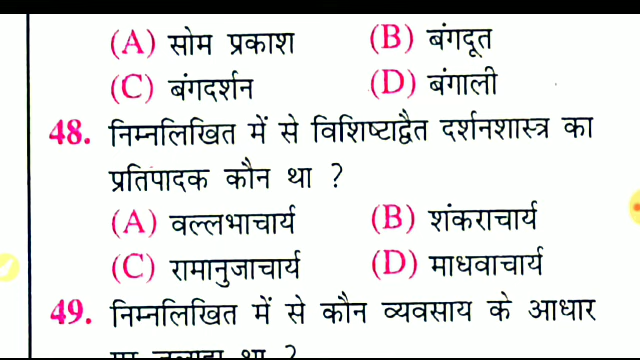 (A) सोम प्रकाश (B) बंगदूत
(C) बंगदर्शन (D) बंगाली
48. निम्नलिखित में से विशिष्टाद्वैत दर्शनशास्त्र का
प्रतिपादक कौन था ?
(A) वल्लभाचार्य (B) शंकराचार्य
(C) रामानुजाचार्य (D) माधवाचार्य
49. निम्नलिखित में से कौन व्यवसाय के आधार
था ?